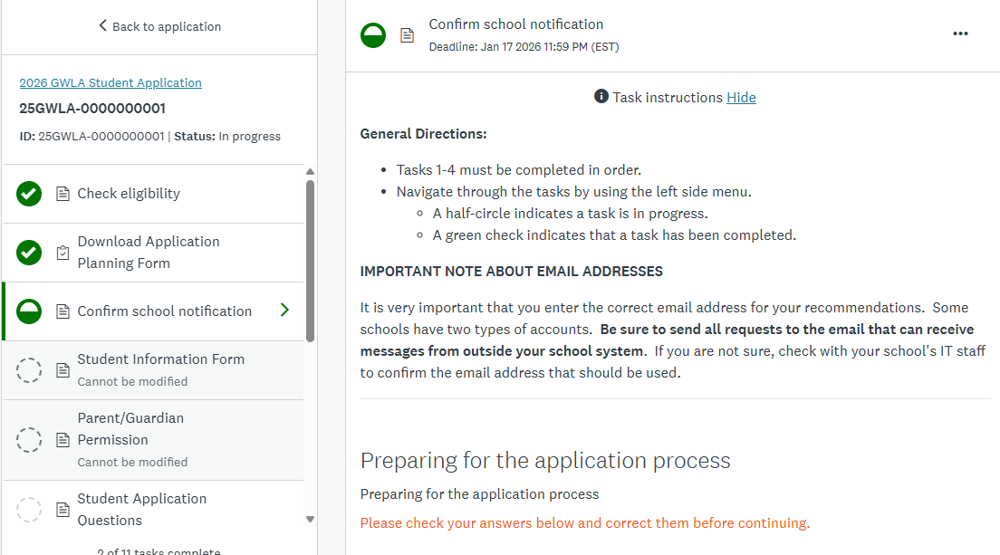 Back to application
2026 GWLA Student Application
25GWLA-0000000001
ID: 25GWLA-0000000001 | Status: In progress
Check eligibility
Download Application
Planning Form
Confirm school notification
Student Information Form
Cannot be modified
Parent/Guardian
Permission
Cannot be modified
Student Application
Questions
2 of 11 tasks complete
Confirm school notification
Deadline: Jan 17 2026 11:59 PM (EST)
Task instructions Hide
General Directions:
• Tasks 1-4 must be completed in order.
• Navigate through the tasks by using the left side menu.
◦ A half-circle indicates a task is in progress.
◦ A green check indicates that a task has been completed.
IMPORTANT NOTE ABOUT EMAIL ADDRESSES
It is very important that you enter the correct email address for your recommendations. Some
schools have two types of accounts. Be sure to send all requests to the email that can receive
messages from outside your school system. If you are not sure, check with your school's IT staff
to confirm the email address that should be used.
Preparing for the application process
Preparing for the application process
Please check your answers below and correct them before continuing.